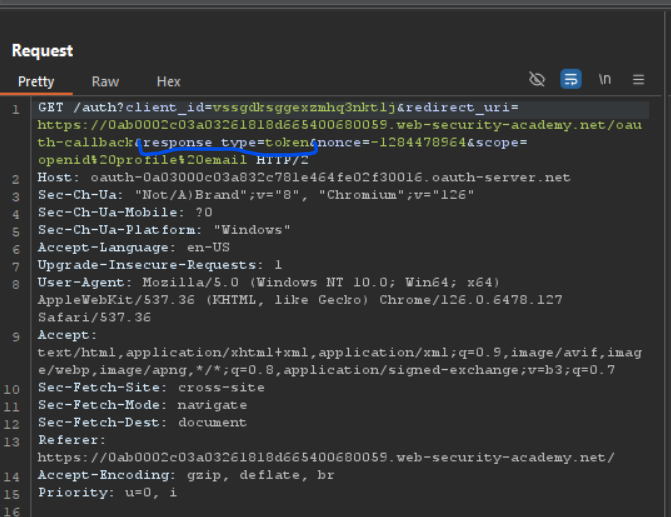 Request
Pretty Raw Hex \n
1 GET /auth?client_id=vssgdksggexzmhq3nktlj&redirect_uri=
https://0ab0002c03a03261818d665400680059.web-security-academy.net/oau
th-callback&response_type=token&nonce=-1284478964&scope=
openid%20profile%20email HTTP/2
2 Host: oauth-0a03000c03a832c781e464fe02f30016.oauth-server.net
3 Sec-Ch-Ua: "Not/A)Brand";v="8", "Chromium";v="126"
4 Sec-Ch-Ua-Mobile: ?0
5 Sec-Ch-Ua-Platform: "Windows"
6 Accept-Language: en-US
7 Upgrade-Insecure-Requests: 1
8 User-Agent: Mozilla/5.0 (Windows NT 10.0; Win64; x64)
AppleWebKit/537.36 (KHTML, like Gecko) Chrome/126.0.6478.127
Safari/537.36
9 Accept:
text/html,application/xhtml+xml,application/xml;q=0.9,image/avif,imag
e/webp,image/apng,*/*;q=0.8,application/signed-exchange;v=b3;q=0.7
10 Sec-Fetch-Site: cross-site
11 Sec-Fetch-Mode: navigate
12 Sec-Fetch-Dest: document
13 Referer:
https://0ab0002c03a03261818d665400680059.web-security-academy.net/
14 Accept-Encoding: gzip, deflate, br
15 Priority: u=0, i
16